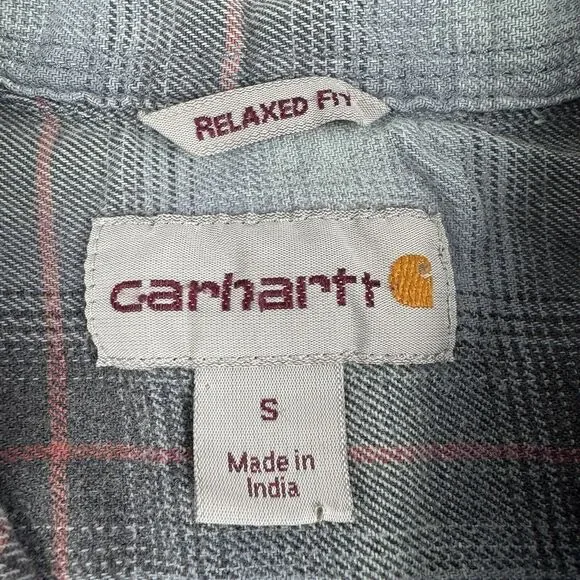 RELAXED FIT
carhartt
S
Made in
India